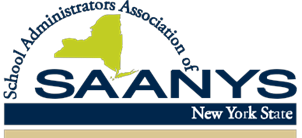 School Administrators Association of
SAANYS
New York State